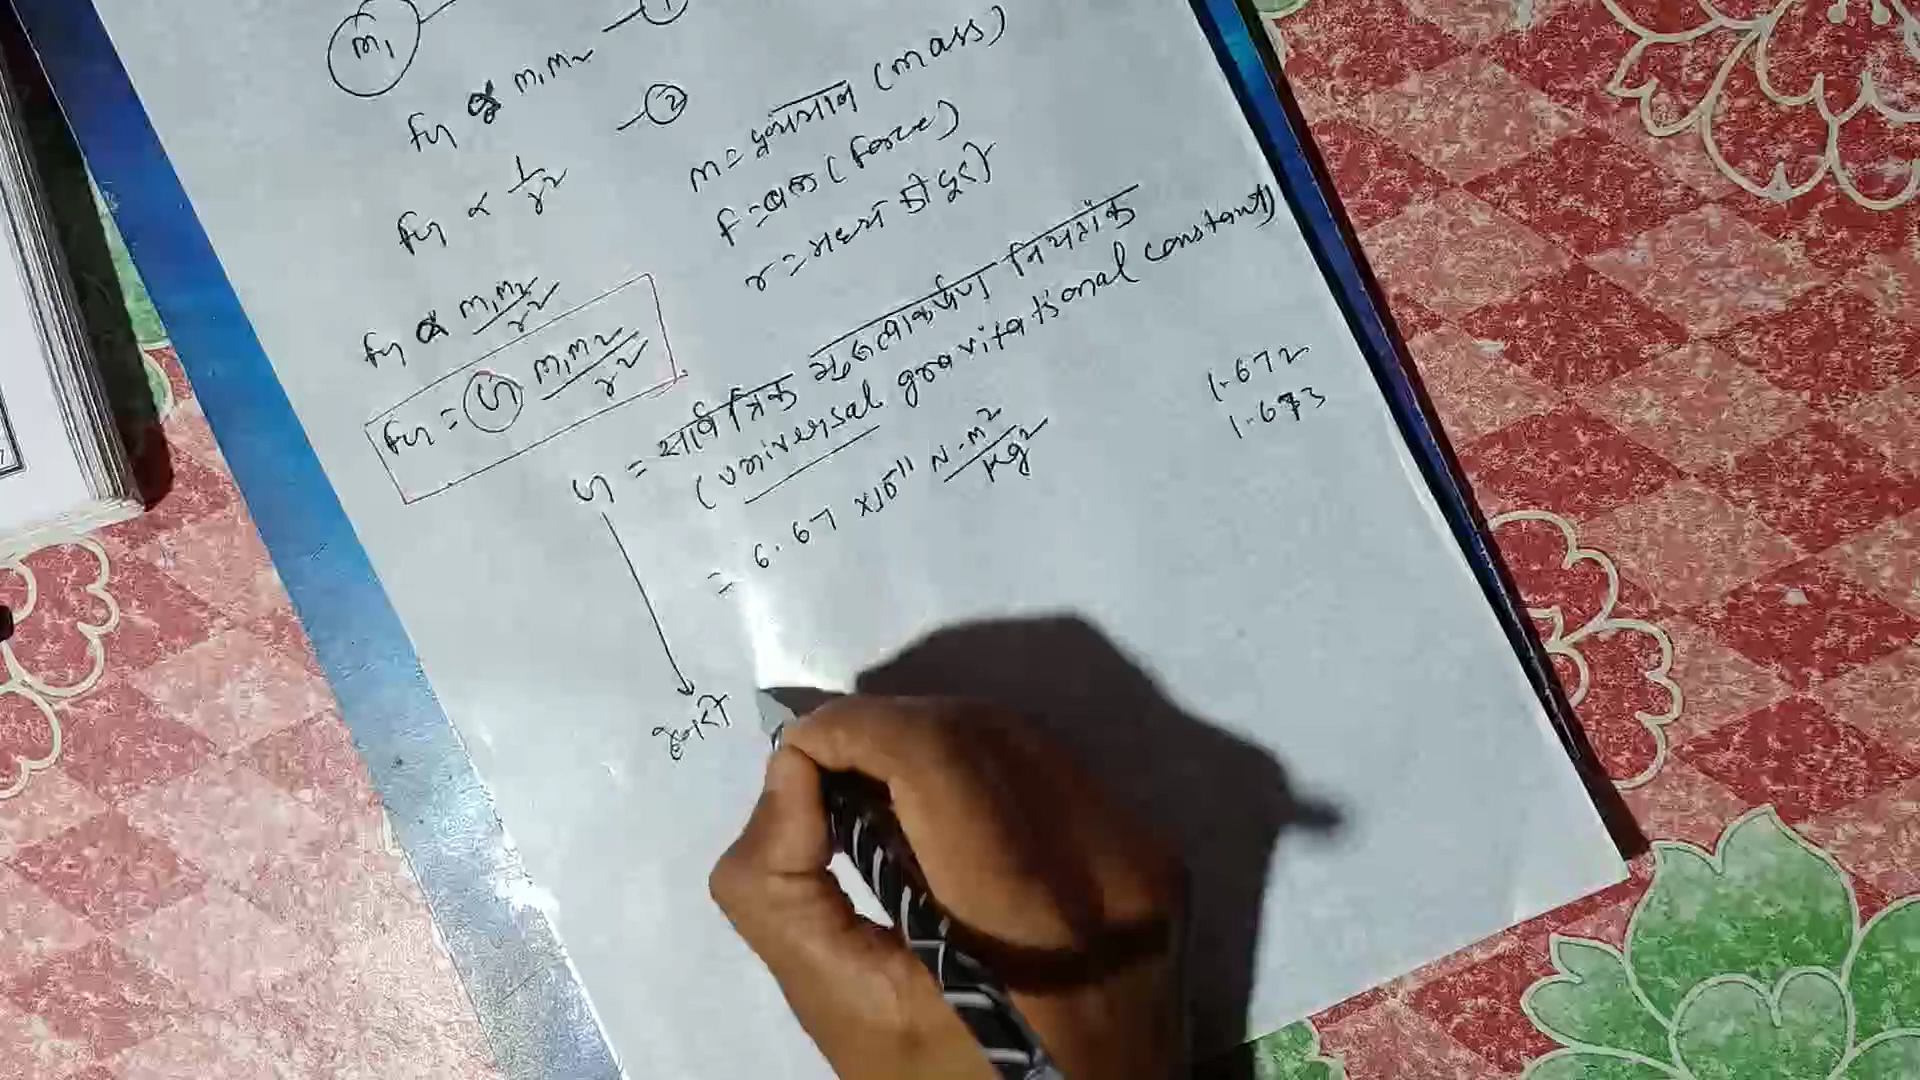 m₁
①
Fg ∝ m₁m₂
②
Fg ∝ 1/r²
m = द्रव्यमान (mass)
F = बल (Force)
r = मध्य की दूरी
Fg ∝ m₁m₂/r²
Fg = G m₁m₂/r²
G = सार्वत्रिक गुरुत्वाकर्षण नियतांक
(universal gravitational constant)
= 6.67 ×10⁻¹¹ N-m²/kg²
1.672
1.673